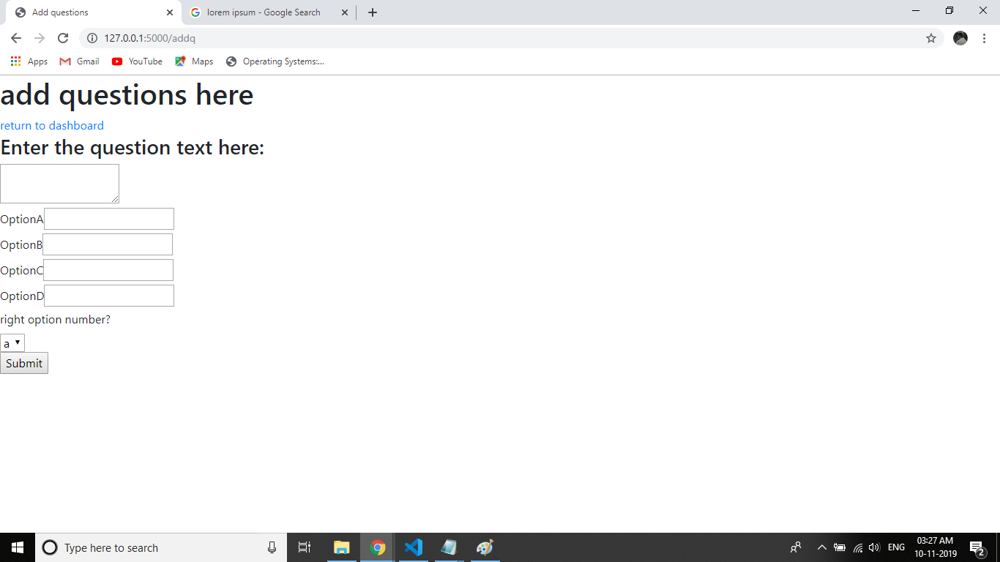 Add questions
lorem ipsum - Google Search
127.0.0.1:5000/addq
Apps Gmail YouTube Maps Operating Systems:...
add questions here
return to dashboard
Enter the question text here:
OptionA
OptionB
OptionC
OptionD
right option number?
a
Submit
Type here to search
ENG
03:27 AM
10-11-2019
2